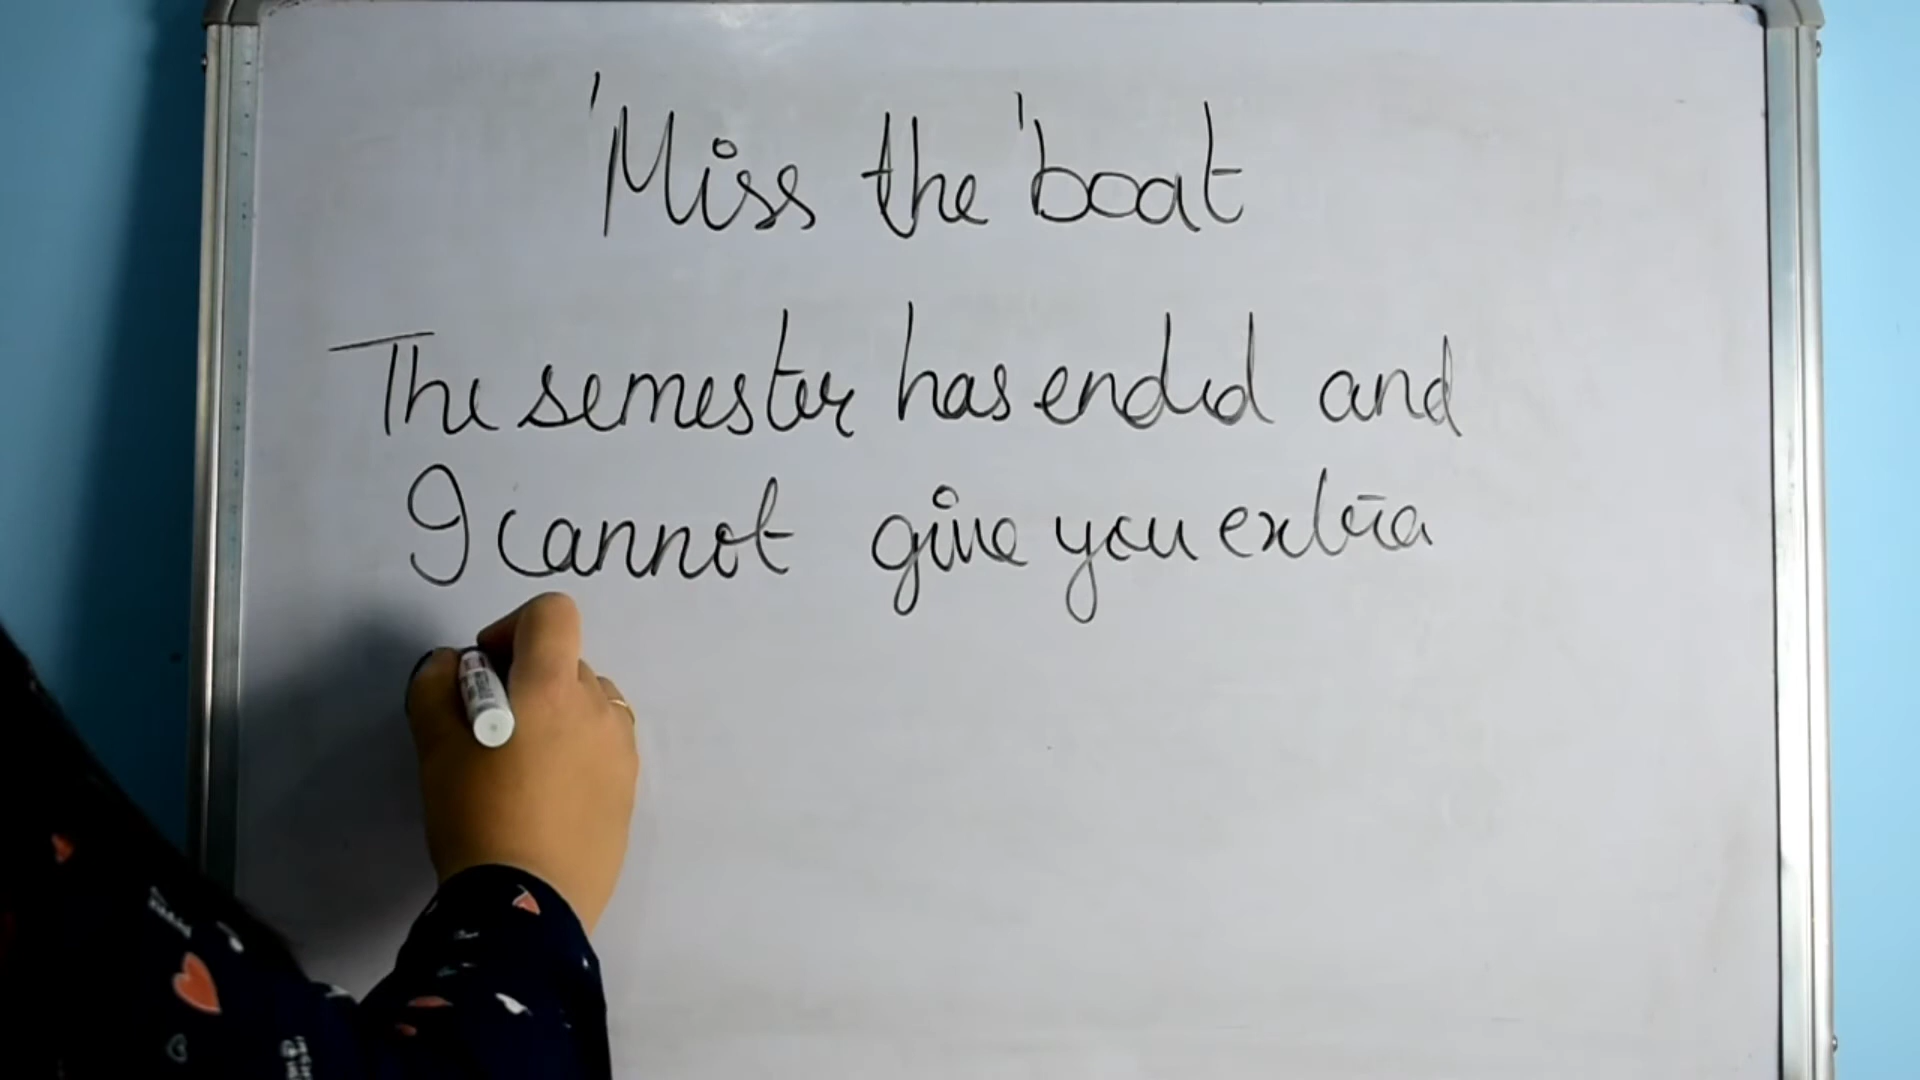 'Miss the 'boat
The semester has ended and
I cannot give you extra